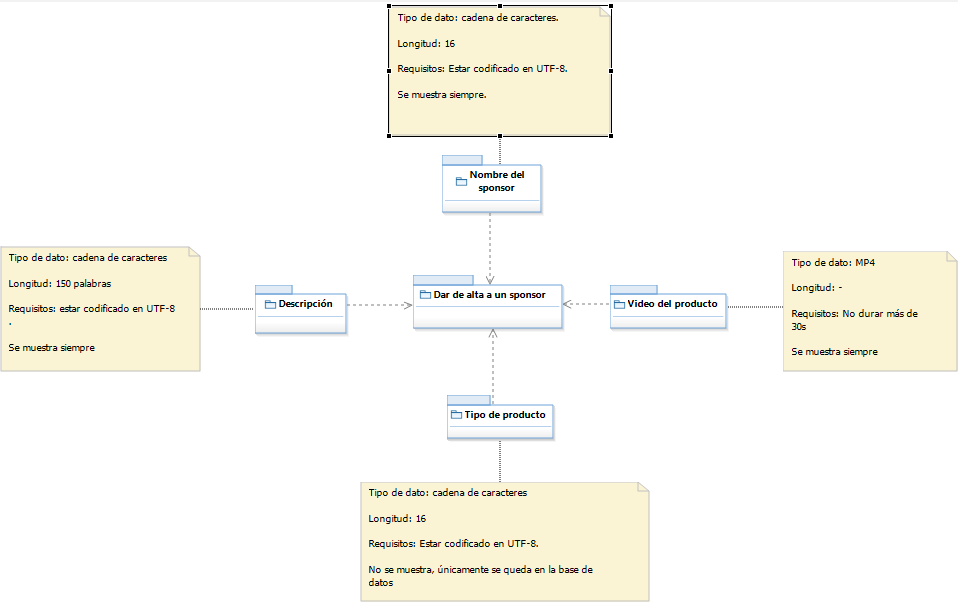 Tipo de dato: cadena de caracteres.
Longitud: 16
Requisitos: Estar codificado en UTF-8.
Se muestra siempre.
Nombre del
sponsor
Tipo de dato: cadena de caracteres
Longitud: 150 palabras
Requisitos: estar codificado en UTF-8
.
Se muestra siempre
Descripción
Dar de alta a un sponsor
Video del producto
Tipo de dato: MP4
Longitud: -
Requisitos: No durar más de
30s
Se muestra siempre
Tipo de producto
Tipo de dato: cadena de caracteres
Longitud: 16
Requisitos: Estar codificado en UTF-8.
No se muestra, únicamente se queda en la base de
datos